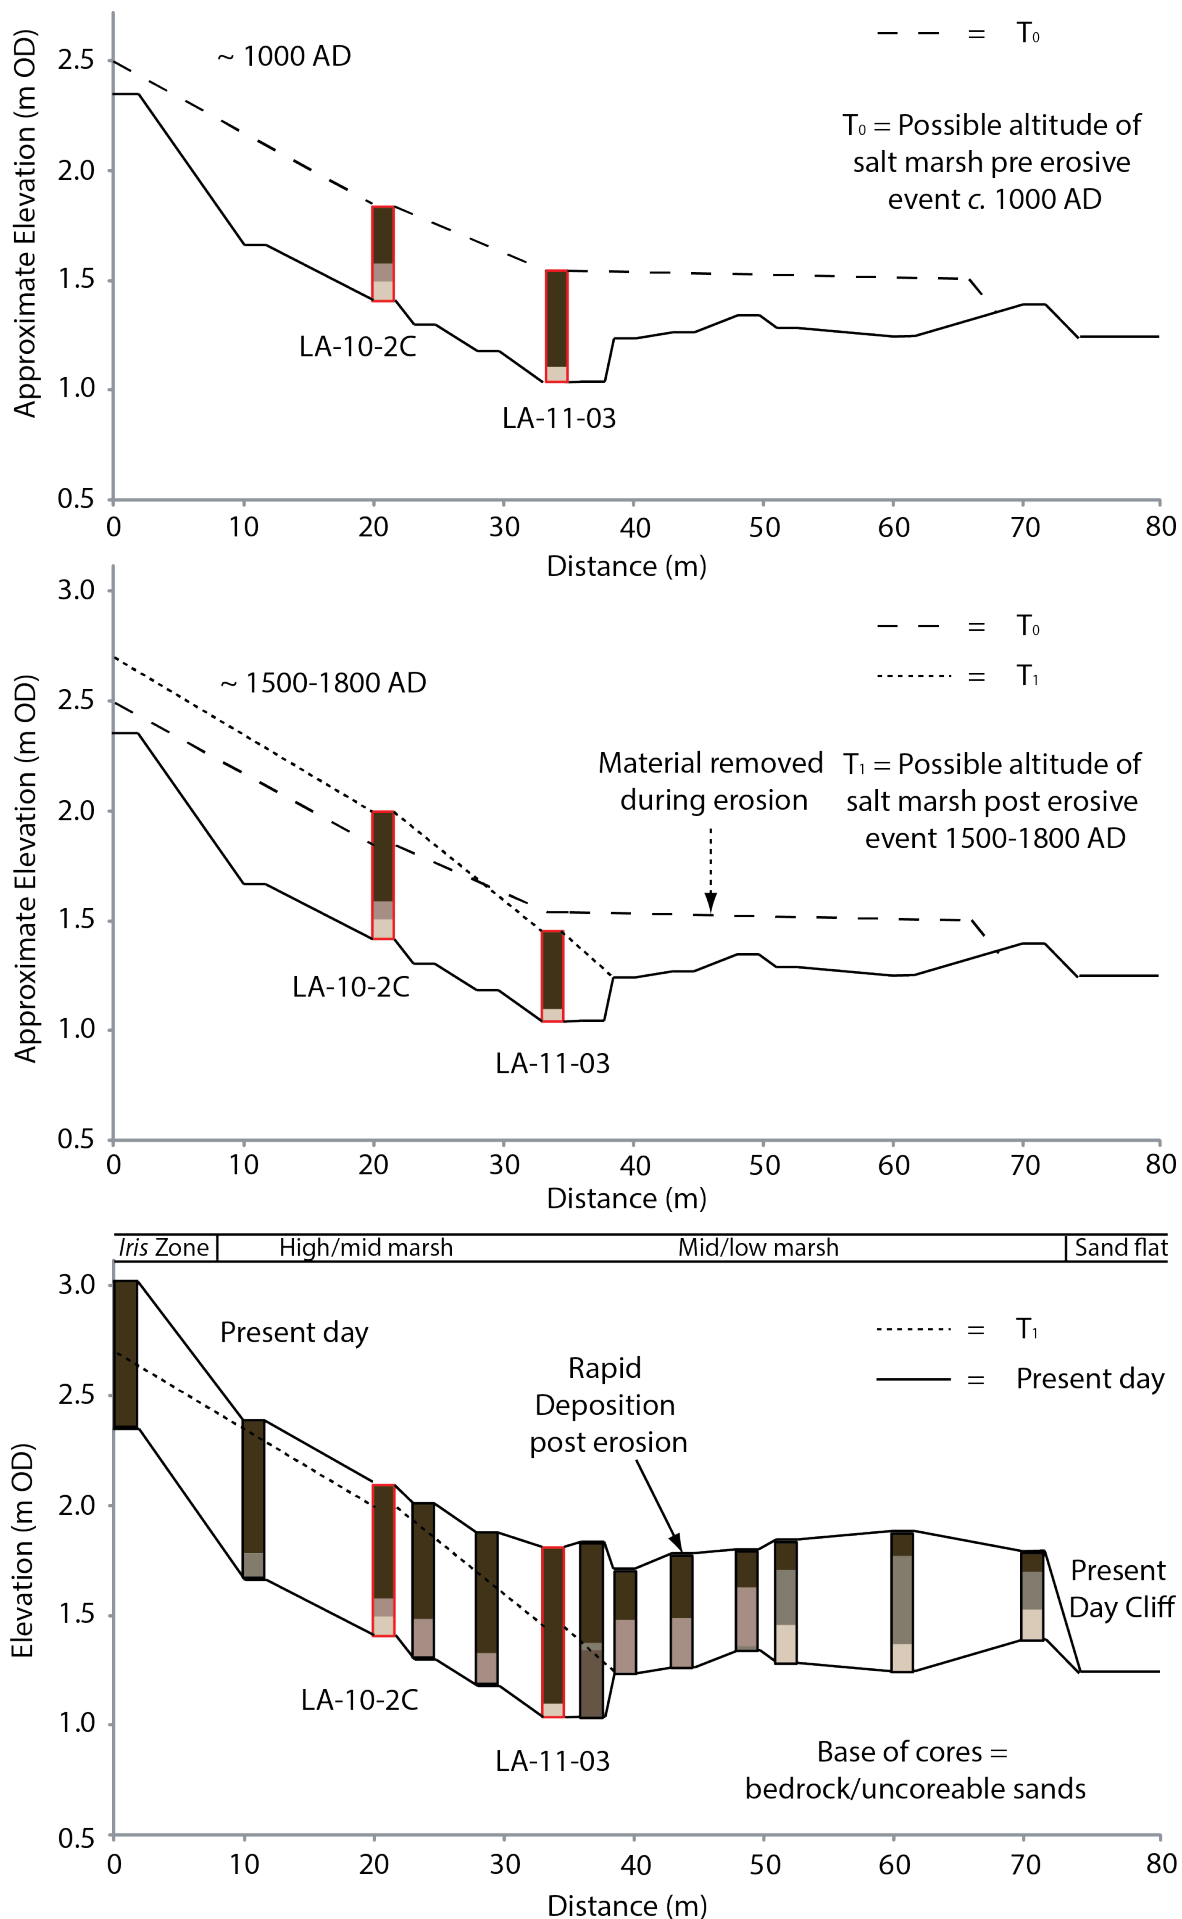 Approximate Elevation (m OD)
2.5
2.0
1.5
1.0
0.5
~ 1000 AD
= T₀
T₀ = Possible altitude of
salt marsh pre erosive
event c. 1000 AD
LA-10-2C
LA-11-03
0 10 20 30 40 50 60 70 80
Distance (m)
Approximate Elevation (m OD)
3.0
2.5
2.0
1.5
1.0
0.5
~ 1500-1800 AD
= T₀
= T₁
Material removed
during erosion
T₁ = Possible altitude of
salt marsh post erosive
event 1500-1800 AD
LA-10-2C
LA-11-03
0 10 20 30 40 50 60 70 80
Distance (m)
Iris Zone High/mid marsh Mid/low marsh Sand flat
Elevation (m OD)
3.0
2.5
2.0
1.5
1.0
0.5
Present day
= T₁
= Present day
Rapid
Deposition
post erosion
Present
Day Cliff
LA-10-2C
LA-11-03
Base of cores =
bedrock/uncoreable sands
0 10 20 30 40 50 60 70 80
Distance (m)